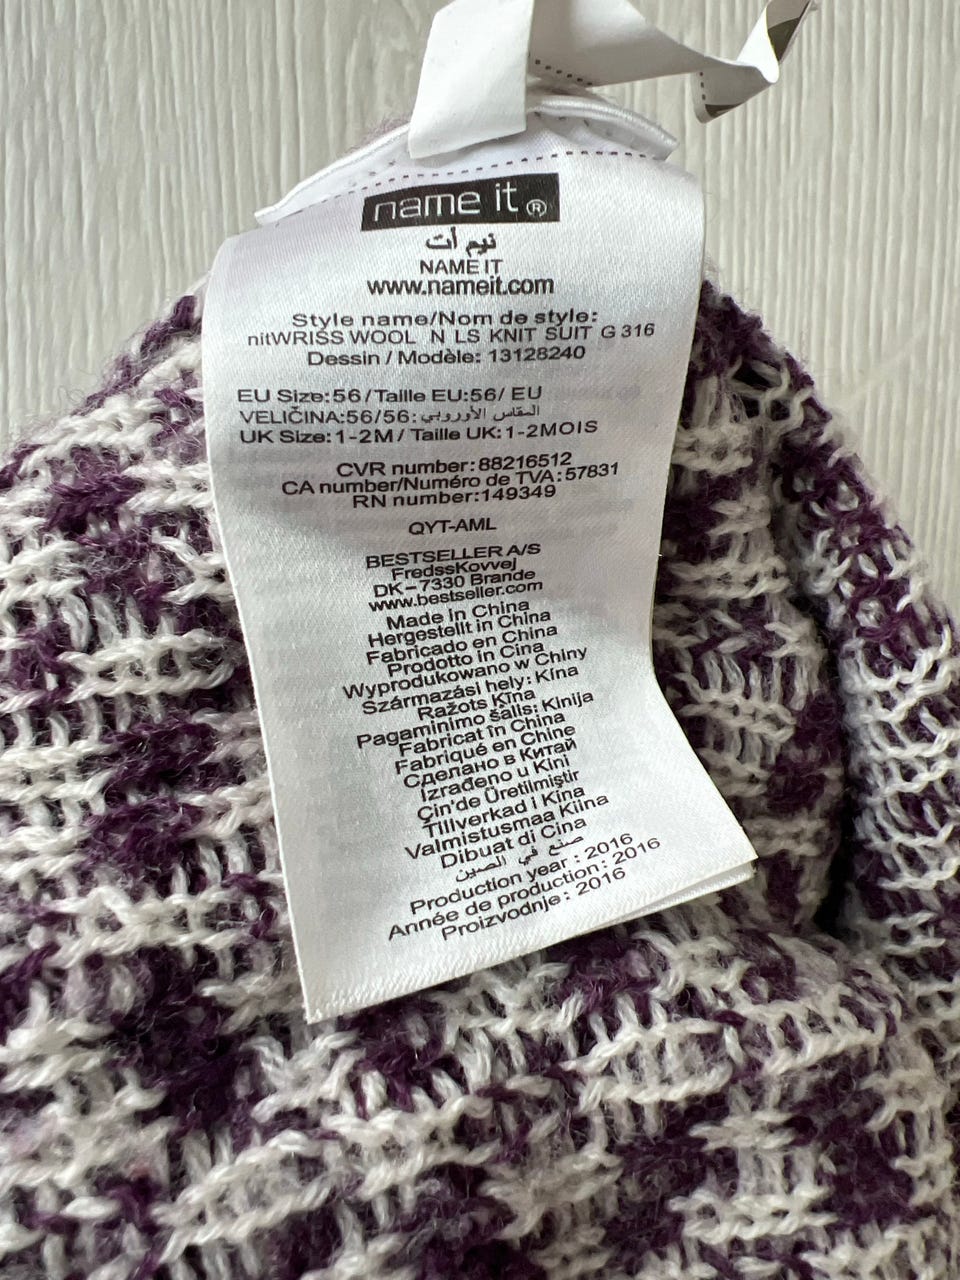 name it ®
نيم أت
NAME IT
www.nameit.com
Style name/Nom de style:
nitWRISS WOOL N LS KNIT SUIT G 316
Dessin / Modèle: 13128240
EU Size:56/Taille EU:56/ EU
VELIČINA:56/56: المقاس الأوروبي
UK Size:1-2M/Taille UK:1-2MOIS
CVR number:88216512
CA number/Numéro de TVA:57831
RN number:149349
QYT-AML
BESTSELLER A/S
FredssKovvej
DK-7330 Brande
www.bestseller.com
Made in China
Hergestellt in China
Fabricado en China
Prodotto in Cina
Wyprodukowano w Chiny
Származási hely: Kína
Ražots Ķīna
Pagaminimo šalis: Kinija
Fabricat în China
Fabriqué en Chine
Сделано в Китай
Izrađeno u Kini
Çin'de Üretilmiştir
Tillverkad i Kina
Valmistusmaa Kiina
Dibuat di Cina
صنع في الصين
Production year : 2016
Année de production : 2016
Proizvodnje : 2016